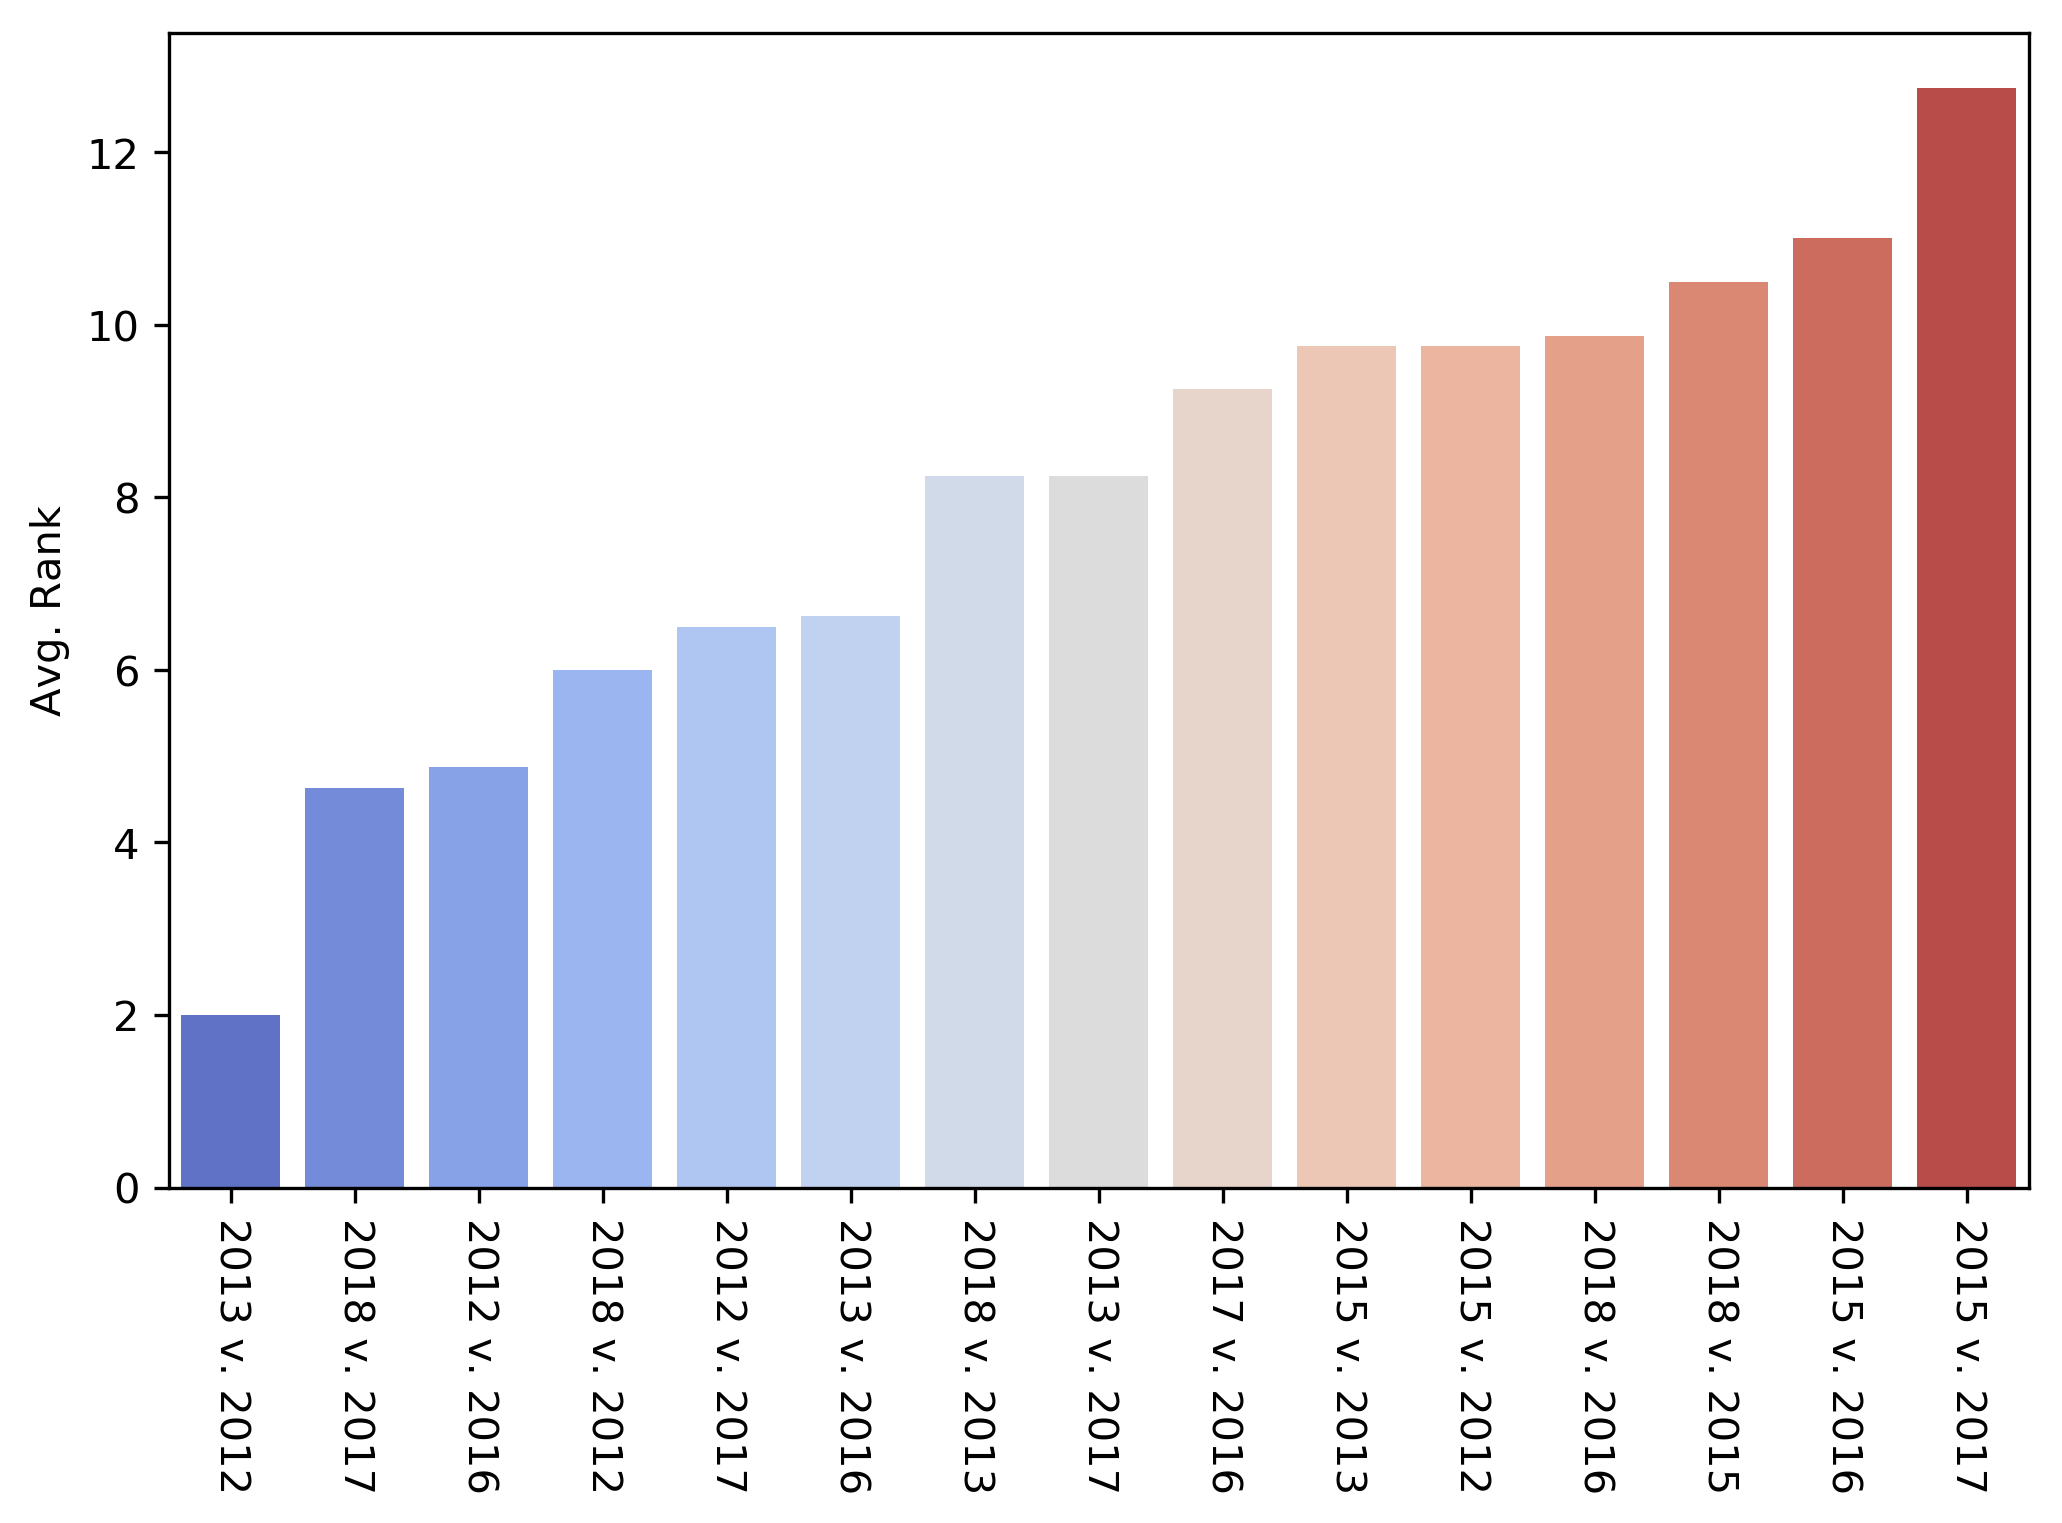 Avg. Rank
12
10
8
6
4
2
0
2013 v. 2012
2018 v. 2017
2012 v. 2016
2018 v. 2012
2012 v. 2017
2013 v. 2016
2018 v. 2013
2013 v. 2017
2017 v. 2016
2015 v. 2013
2015 v. 2012
2018 v. 2016
2018 v. 2015
2015 v. 2016
2015 v. 2017